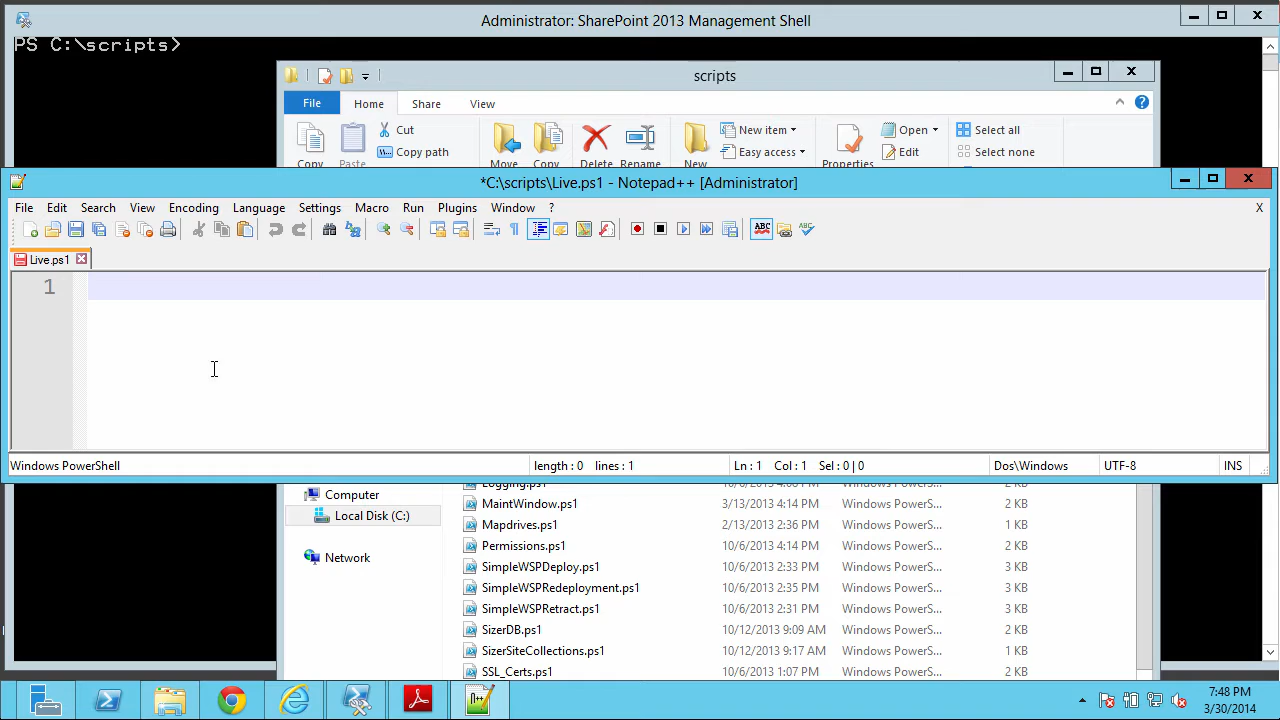 Administrator: SharePoint 2013 Management Shell
PS C:\scripts>
scripts
File Home Share View
Copy Paste Cut Copy path Move Copy Delete Rename New New item Easy access Properties Open Edit Select all Select none
*C:\scripts\Live.ps1 - Notepad++ [Administrator]
File Edit Search View Encoding Language Settings Macro Run Plugins Window ? X
Live.ps1
1
Windows PowerShell length : 0 lines : 1 Ln : 1 Col : 1 Sel : 0 | 0 Dos\Windows UTF-8 INS
Computer
Local Disk (C:)
Network
MaintWindow.ps1 3/13/2013 4:14 PM Windows PowerS... 2 KB
Mapdrives.ps1 2/13/2013 2:36 PM Windows PowerS... 1 KB
Permissions.ps1 10/6/2013 4:14 PM Windows PowerS... 2 KB
SimpleWSPDeploy.ps1 10/6/2013 2:33 PM Windows PowerS... 3 KB
SimpleWSPRedeployment.ps1 10/6/2013 2:35 PM Windows PowerS... 3 KB
SimpleWSPRetract.ps1 10/6/2013 2:31 PM Windows PowerS... 3 KB
SizerDB.ps1 10/12/2013 9:09 AM Windows PowerS... 2 KB
SizerSiteCollections.ps1 10/12/2013 9:17 AM Windows PowerS... 1 KB
SSL_Certs.ps1 10/6/2013 1:07 PM Windows PowerS... 2 KB
7:48 PM
3/30/2014